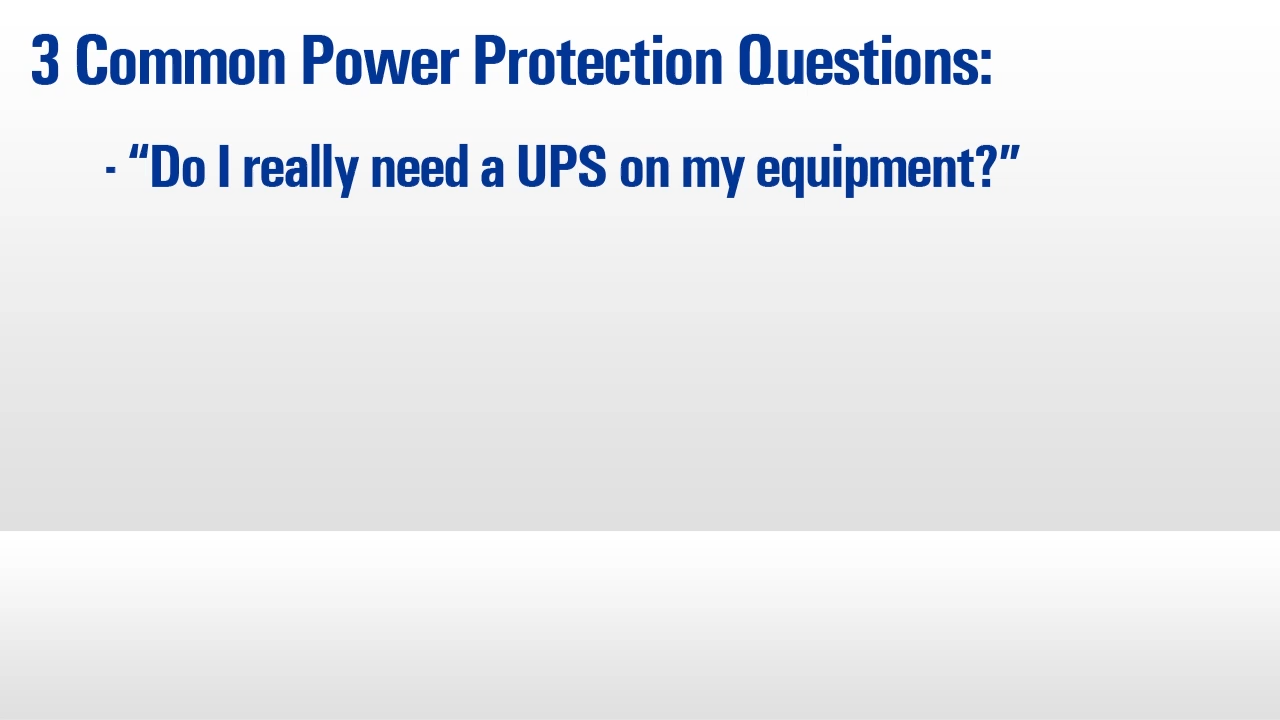 3 Common Power Protection Questions:
- “Do I really need a UPS on my equipment?”